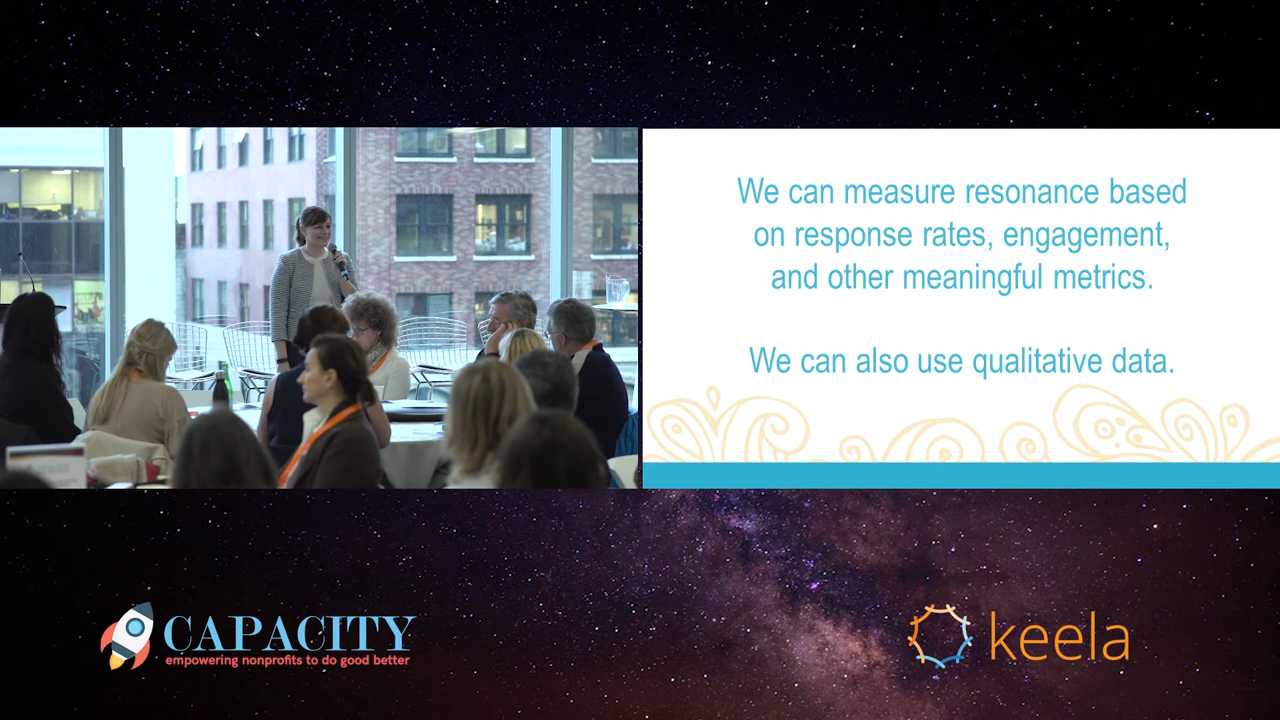 We can measure resonance based
on response rates, engagement,
and other meaningful metrics.
We can also use qualitative data.
CAPACITY
empowering nonprofits to do good better
keela